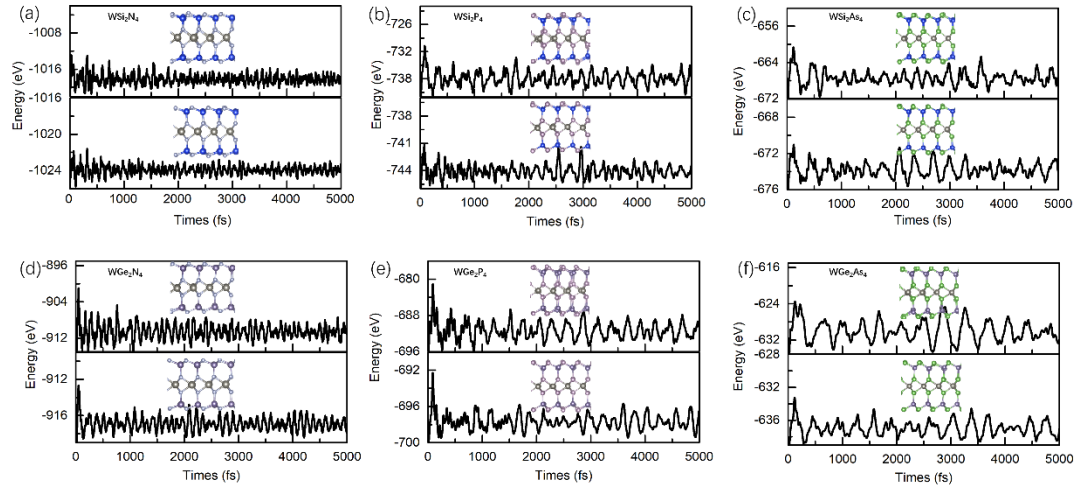 (a)
WSi2N4
-1008
-1016
1016
-1020
-1024
Energy (eV)
0 1000 2000 3000 4000 5000
Times (fs)
(b)
WSi2P4
-726
-732
-738
-738
-744
Energy (eV)
0 1000 2000 3000 4000 5000
Times (fs)
(c)
WSi2As4
-656
-664
-672
-668
-672
-676
Energy (eV)
0 1000 2000 3000 4000 5000
Times (fs)
(d)
WGe2N4
-896
-904
-912
-912
-916
Energy (eV)
0 1000 2000 3000 4000 5000
Times (fs)
(e)
WGe2P4
-680
-688
-696
-692
-696
-700
Energy (eV)
0 1000 2000 3000 4000 5000
Times (fs)
(f)
WGe2As4
-616
-624
-632
-628
-632
-636
Energy (eV)
0 1000 2000 3000 4000 5000
Times (fs)